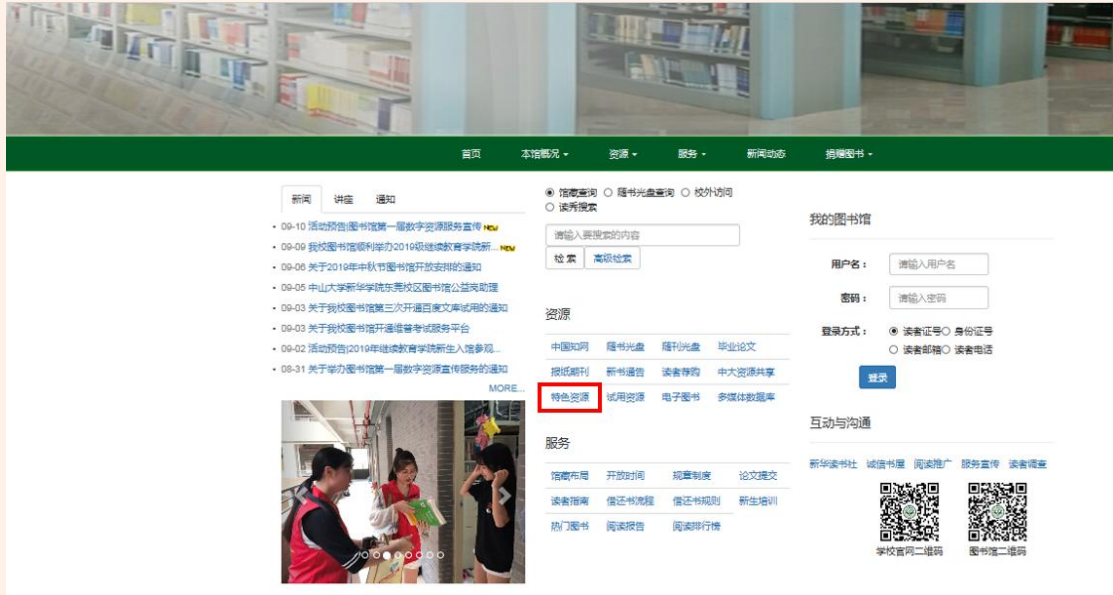 首页 本馆概况 资源 服务 新闻动态 捐赠图书
新闻 讲座 通知
09-10 活动预告|图书馆第一届数字资源服务宣传 NEW
09-09 我校图书馆顺利举办2019级继续教育学院新... NEW
09-06 关于2019年中秋节图书馆开放安排的通知
09-05 中山大学新华学院东莞校区图书馆公益岗助理
09-03 关于我校图书馆第三次开通百度文库试用的通知
09-03 关于我校图书馆开通维普考试服务平台
09-02 活动预告|2019年继续教育学院新生入馆参观...
08-31 关于举办图书馆第一届数字资源宣传服务的通知
MORE...
馆藏查询 随书光盘查询 校外访问
读秀搜索
请输入要搜索的内容
检 索 高级检索
资源
中国知网 随书光盘 随刊光盘 毕业论文
报纸期刊 新书通告 读者荐购 中大资源共享
特色资源 试用资源 电子图书 多媒体数据库
服务
馆藏布局 开放时间 规章制度 论文提交
读者指南 借还书流程 借还书规则 新生培训
热门图书 阅读报告 阅读排行榜
我的图书馆
用户名： 请输入用户名
密码： 请输入密码
登录方式： 读者证号 身份证号
读者邮箱 读者电话
登录
互动与沟通
新华读书社 诚信书屋 阅读推广 服务宣传 读者调查
学校官网二维码 图书馆二维码